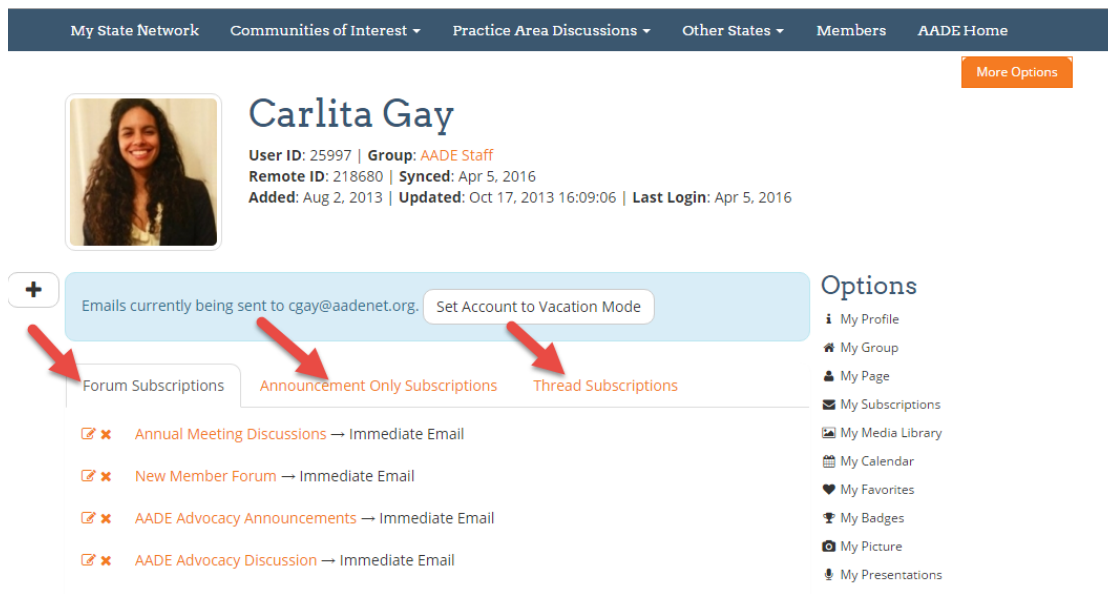 My State Network Communities of Interest Practice Area Discussions Other States Members AADE Home
More Options
Carlita Gay
User ID: 25997 | Group: AADE Staff
Remote ID: 218680 | Synced: Apr 5, 2016
Added: Aug 2, 2013 | Updated: Oct 17, 2013 16:09:06 | Last Login: Apr 5, 2016
Emails currently being sent to cgay@aadenet.org. Set Account to Vacation Mode
Forum Subscriptions Announcement Only Subscriptions Thread Subscriptions
Annual Meeting Discussions → Immediate Email
New Member Forum → Immediate Email
AADE Advocacy Announcements → Immediate Email
AADE Advocacy Discussion → Immediate Email
Options
My Profile
My Group
My Page
My Subscriptions
My Media Library
My Calendar
My Favorites
My Badges
My Picture
My Presentations